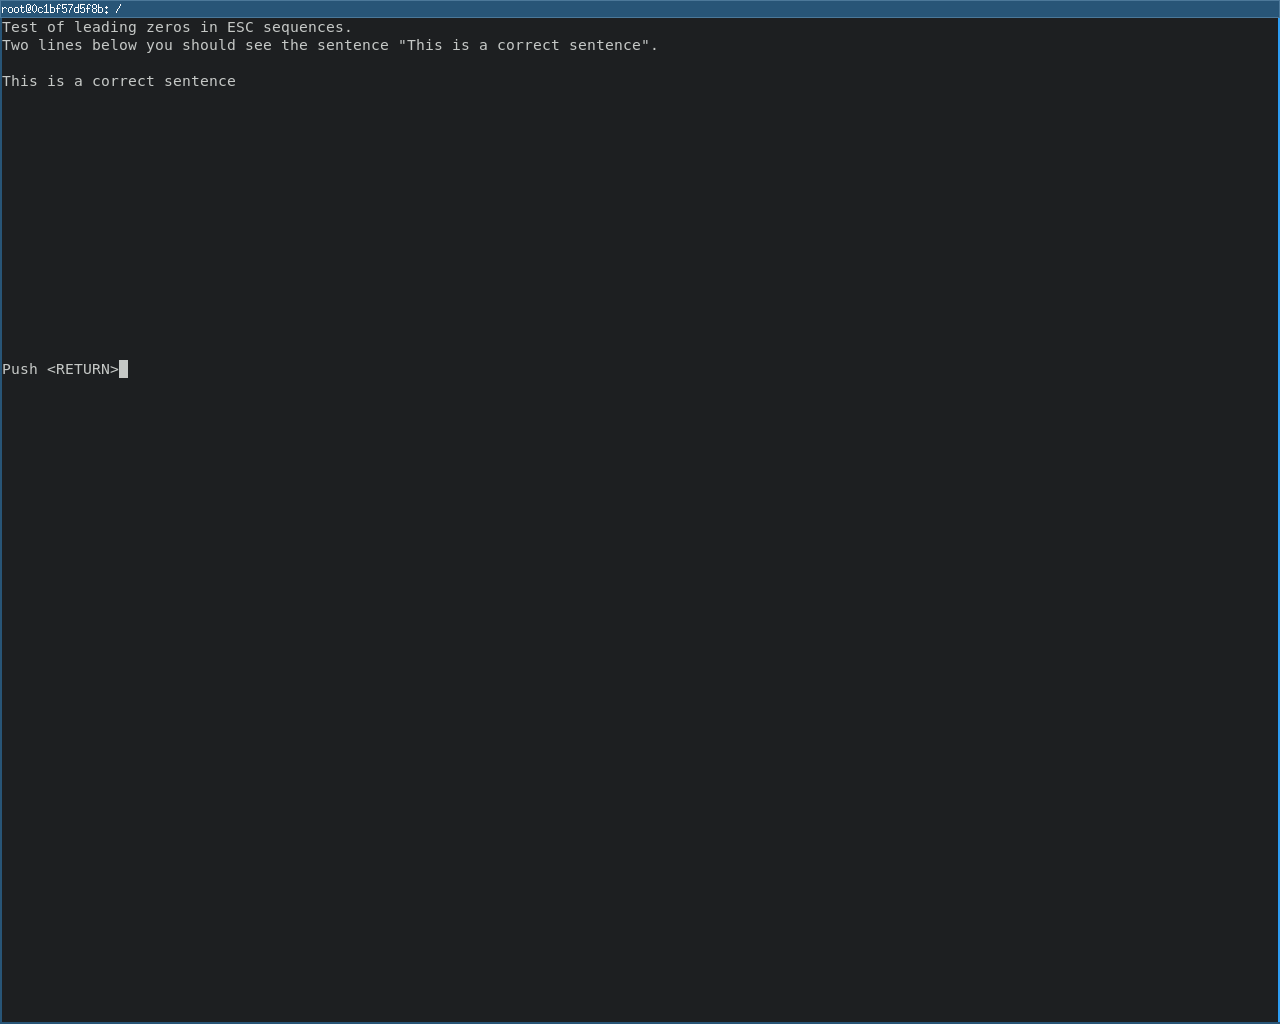 root@0c1bf57d5f8b: /
Test of leading zeros in ESC sequences.
Two lines below you should see the sentence "This is a correct sentence".
This is a correct sentence
Push <RETURN>